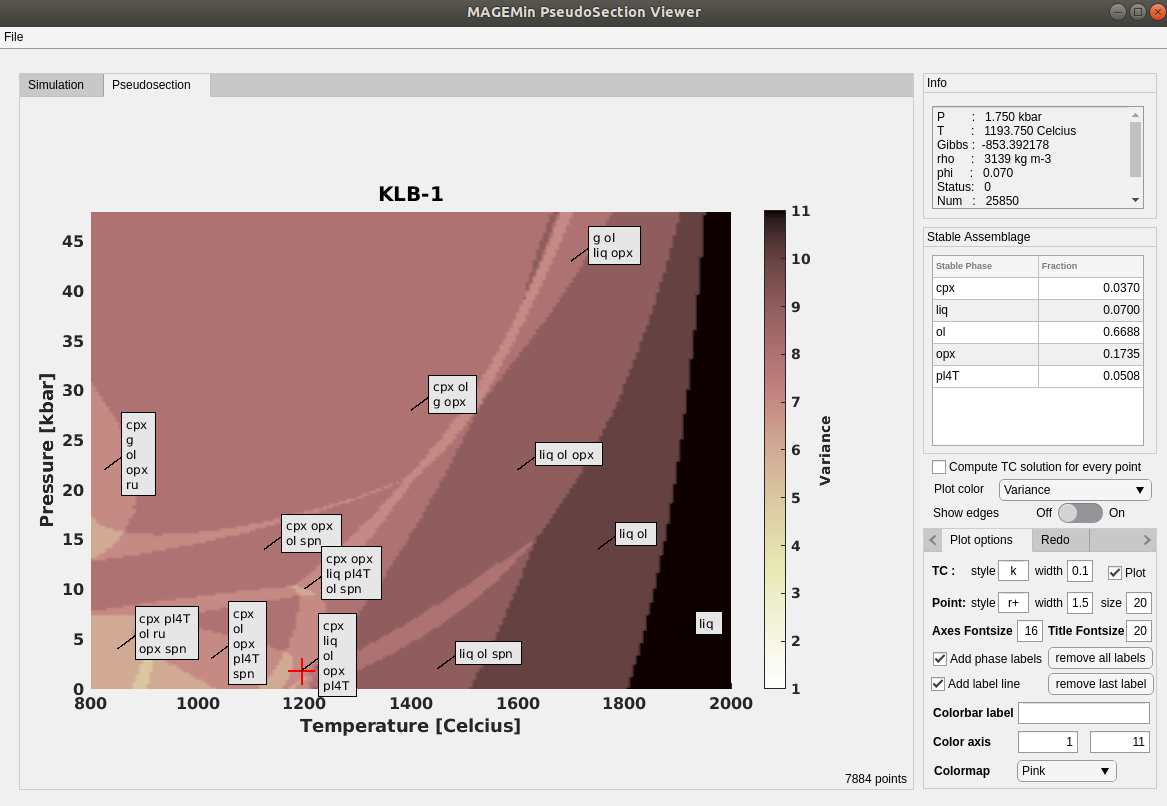 MAGEMin PseudoSection Viewer
File
Simulation
Pseudosection
KLB-1
Pressure [kbar]
45
40
35
30
25
20
15
10
5
0
800
1000
1200
1400
1600
1800
2000
Temperature [Celcius]
g ol
liq opx
cpx ol
g opx
cpx
g
ol
opx
ru
liq ol opx
cpx opx
ol spn
liq ol
cpx opx
liq pl4T
ol spn
cpx pl4T
ol ru
opx spn
cpx
ol
opx
pl4T
spn
cpx
liq
ol
opx
pl4T
liq ol spn
liq
11
10
9
8
7
6
5
4
3
2
1
Variance
7884 points
Info
P : 1.750 kbar
T : 1193.750 Celcius
Gibbs : -853.392178
rho : 3139 kg m-3
phi : 0.070
Status: 0
Num : 25850
Stable Assemblage
Stable Phase Fraction
cpx 0.0370
liq 0.0700
ol 0.6688
opx 0.1735
pl4T 0.0508
Compute TC solution for every point
Plot color Variance
Show edges Off On
Plot options Redo
TC : style k width 0.1 Plot
Point: style r+ width 1.5 size 20
Axes Fontsize 16 Title Fontsize 20
Add phase labels remove all labels
Add label line remove last label
Colorbar label
Color axis 1 11
Colormap Pink